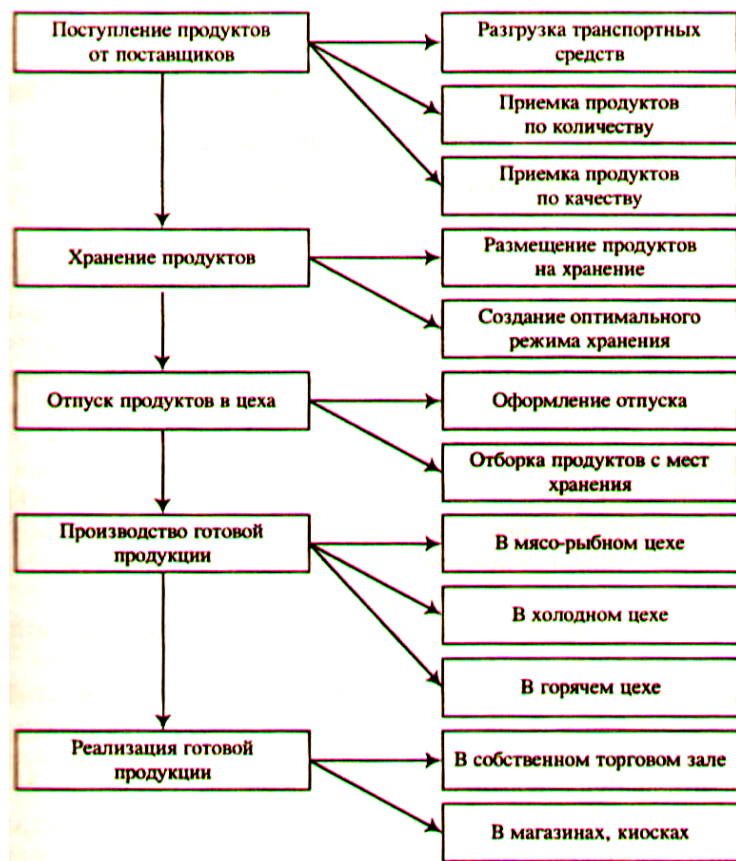 Поступление продуктов
от поставщиков
Разгрузка транспортных
средств
Приемка продуктов
по количеству
Приемка продуктов
по качеству
Хранение продуктов
Размещение продуктов
на хранение
Создание оптимального
режима хранения
Отпуск продуктов в цеха
Оформление отпуска
Отборка продуктов с мест
хранения
Производство готовой
продукции
В мясо-рыбном цехе
В холодном цехе
В горячем цехе
Реализация готовой
продукции
В собственном торговом зале
В магазинах, киосках